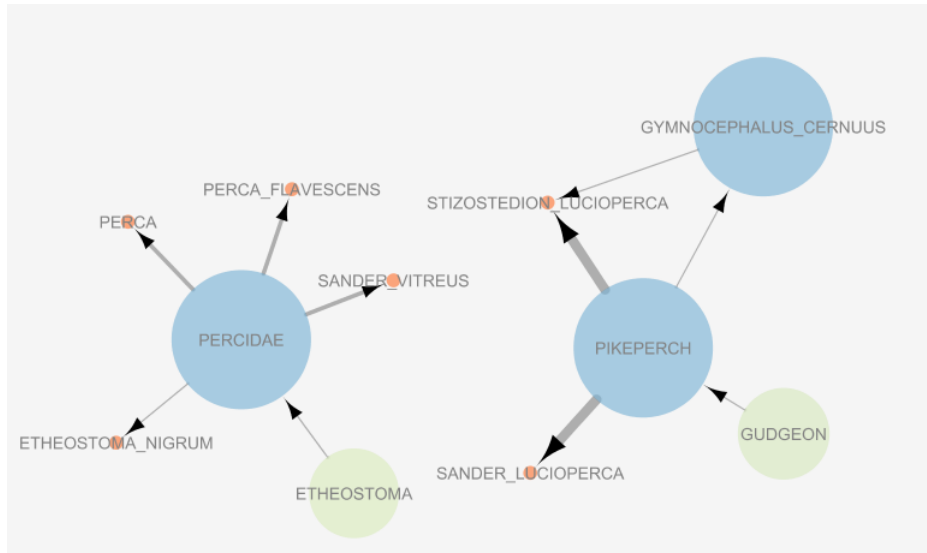 GYMNOCEPHALUS_CERNUUS
PERCA_FLAVESCENS
STIZOSTEDION_LUCIOPERCA
PERCA
SANDER_VITREUS
PERCIDAE
PIKEPERCH
GUDGEON
ETHEOSTOMA_NIGRUM
SANDER_LUCIOPERCA
ETHEOSTOMA